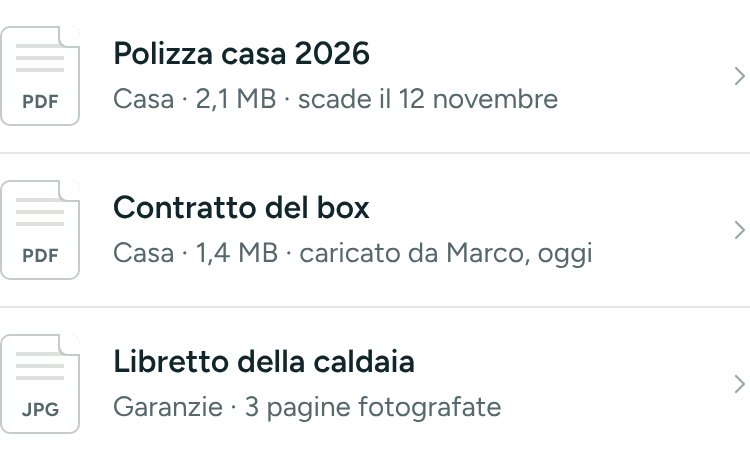 Polizza casa 2026
PDF
Casa · 2,1 MB · scade il 12 novembre
Contratto del box
PDF
Casa · 1,4 MB · caricato da Marco, oggi
Libretto della caldaia
JPG
Garanzie · 3 pagine fotografate